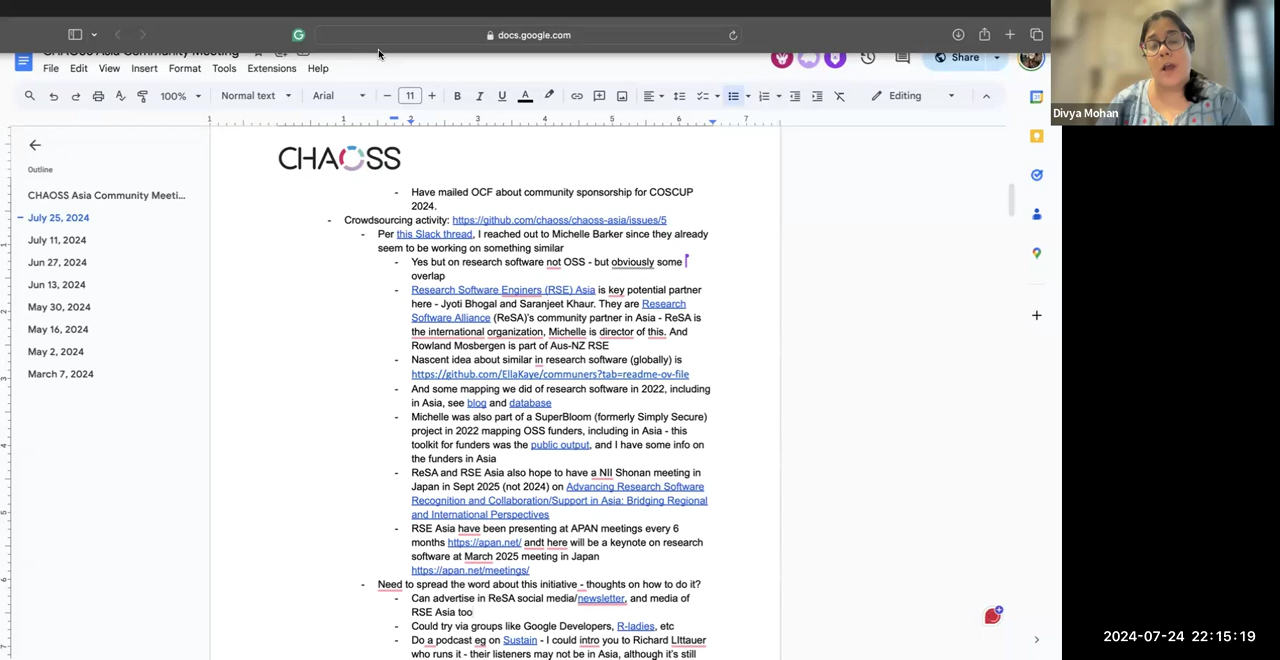 docs.google.com
CHAOSS Asia Community Meeting
File Edit View Insert Format Tools Extensions Help
Share
100% Normal text Arial 11 Editing
1 1 2 3 4 5 6 7
Divya Mohan
Outline
CHAOSS Asia Community Meeti...
July 25, 2024
July 11, 2024
Jun 27, 2024
Jun 13, 2024
May 30, 2024
May 16, 2024
May 2, 2024
March 7, 2024
CHAOSS
- Have mailed OCF about community sponsorship for COSCUP
2024.
- Crowdsourcing activity: https://github.com/chaoss/chaoss-asia/issues/5
- Per this Slack thread, I reached out to Michelle Barker since they already
seem to be working on something similar
- Yes but on research software not OSS - but obviously some
overlap
- Research Software Enginers (RSE) Asia is key potential partner
here - Jyoti Bhogal and Saranjeet Khaur. They are Research
Software Alliance (ReSA)'s community partner in Asia - ReSA is
the international organization, Michelle is director of this. And
Rowland Mosbergen is part of Aus-NZ RSE
- Nascent idea about similar in research software (globally) is
https://github.com/EllaKaye/communers?tab=readme-ov-file
- And some mapping we did of research software in 2022, including
in Asia, see blog and database
- Michelle was also part of a SuperBloom (formerly Simply Secure)
project in 2022 mapping OSS funders, including in Asia - this
toolkit for funders was the public output, and I have some info on
the funders in Asia
- ReSA and RSE Asia also hope to have a NII Shonan meeting in
Japan in Sept 2025 (not 2024) on Advancing Research Software
Recognition and Collaboration/Support in Asia: Bridging Regional
and International Perspectives
- RSE Asia have been presenting at APAN meetings every 6
months https://apan.net/ andt here will be a keynote on research
software at March 2025 meeting in Japan
https://apan.net/meetings/
- Need to spread the word about this initiative - thoughts on how to do it?
- Can advertise in ReSA social media/newsletter, and media of
RSE Asia too
- Could try via groups like Google Developers, R-ladies, etc
- Do a podcast eg on Sustain - I could intro you to Richard LIttauer
who runs it - their listeners may not be in Asia, although it's still
2024-07-24 22:15:19